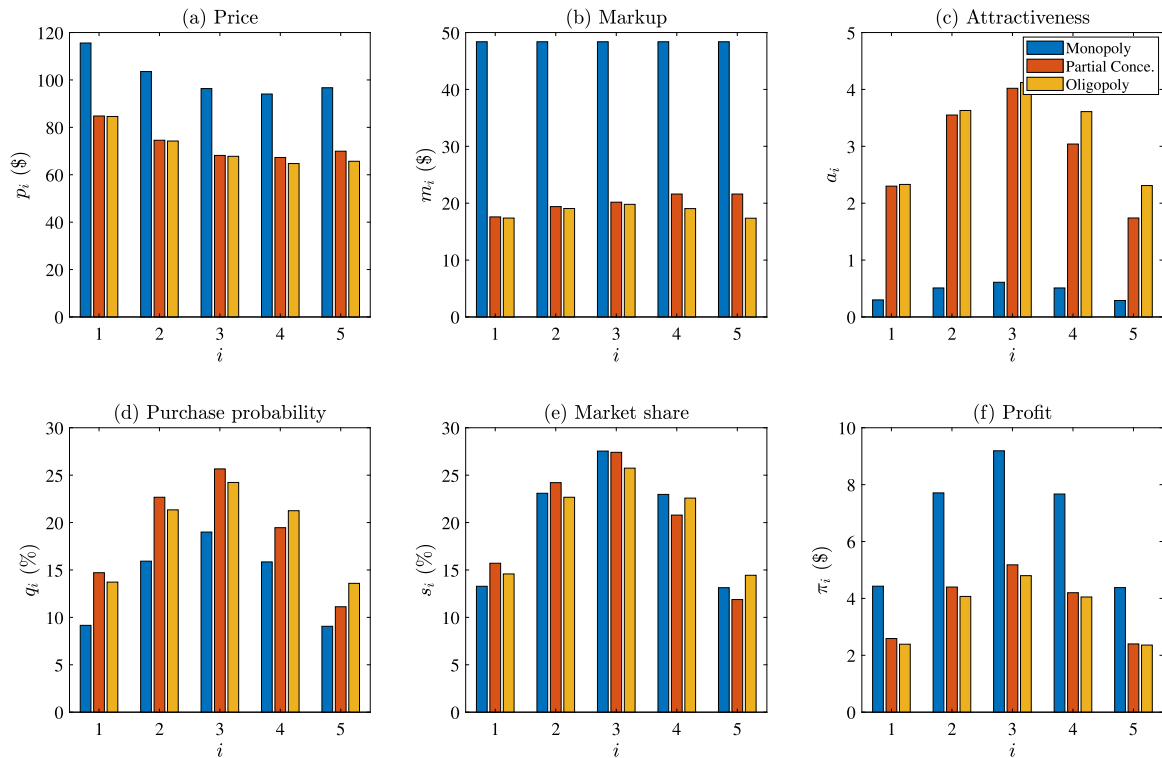 (a) Price
p_i ($)
120
100
80
60
40
20
0
1 2 3 4 5
i
(b) Markup
m_i ($)
50
40
30
20
10
0
1 2 3 4 5
i
(c) Attractiveness
a_i
5
4
3
2
1
0
Monopoly
Partial Conce.
Oligopoly
1 2 3 4 5
i
(d) Purchase probability
q_i (%)
30
25
20
15
10
5
0
1 2 3 4 5
i
(e) Market share
s_i (%)
30
25
20
15
10
5
0
1 2 3 4 5
i
(f) Profit
π_i ($)
10
8
6
4
2
0
1 2 3 4 5
i